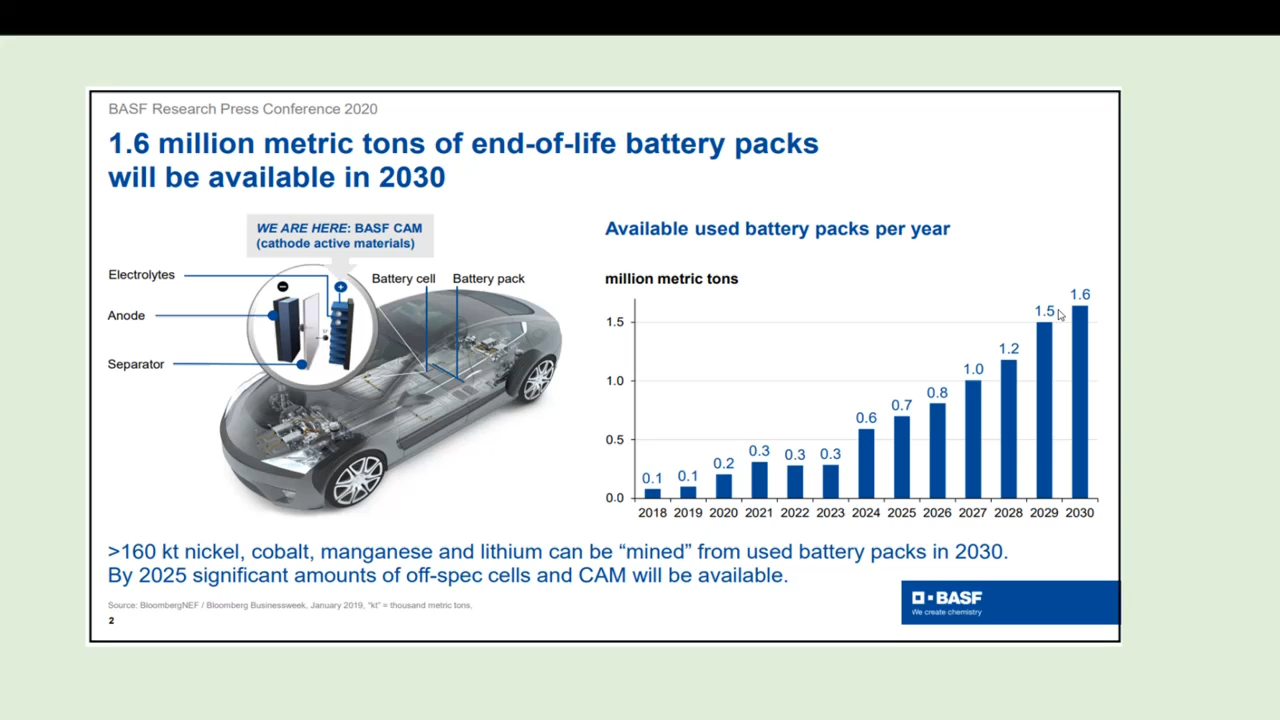 BASF Research Press Conference 2020
1.6 million metric tons of end-of-life battery packs
will be available in 2030
WE ARE HERE: BASF CAM
(cathode active materials)
Electrolytes
Anode
Separator
Battery cell
Battery pack
Available used battery packs per year
million metric tons
1.5
1.0
0.5
0.0
0.1
0.1
0.2
0.3
0.3
0.3
0.6
0.7
0.8
1.0
1.2
1.5
1.6
2018 2019 2020 2021 2022 2023 2024 2025 2026 2027 2028 2029 2030
>160 kt nickel, cobalt, manganese and lithium can be “mined” from used battery packs in 2030.
By 2025 significant amounts of off-spec cells and CAM will be available.
Source: BloombergNEF / Bloomberg Businessweek, January 2019, "kt" = thousand metric tons,
2
BASF
We create chemistry